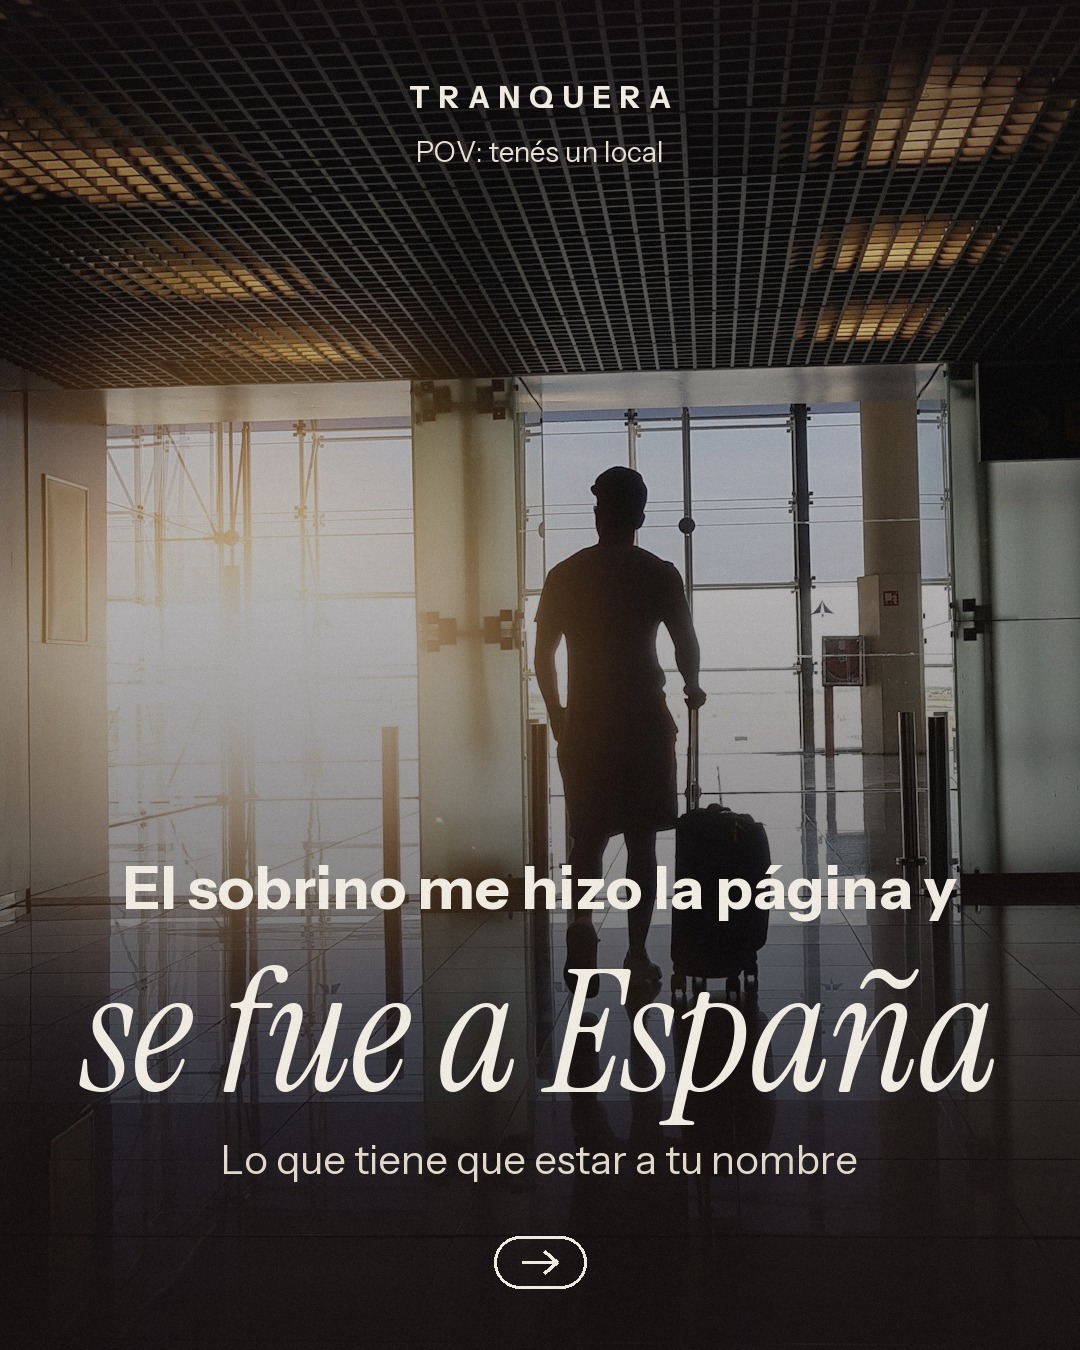 TRANQUERA
POV: tenés un local
El sobrino me hizo la página y
se fue a España
Lo que tiene que estar a tu nombre